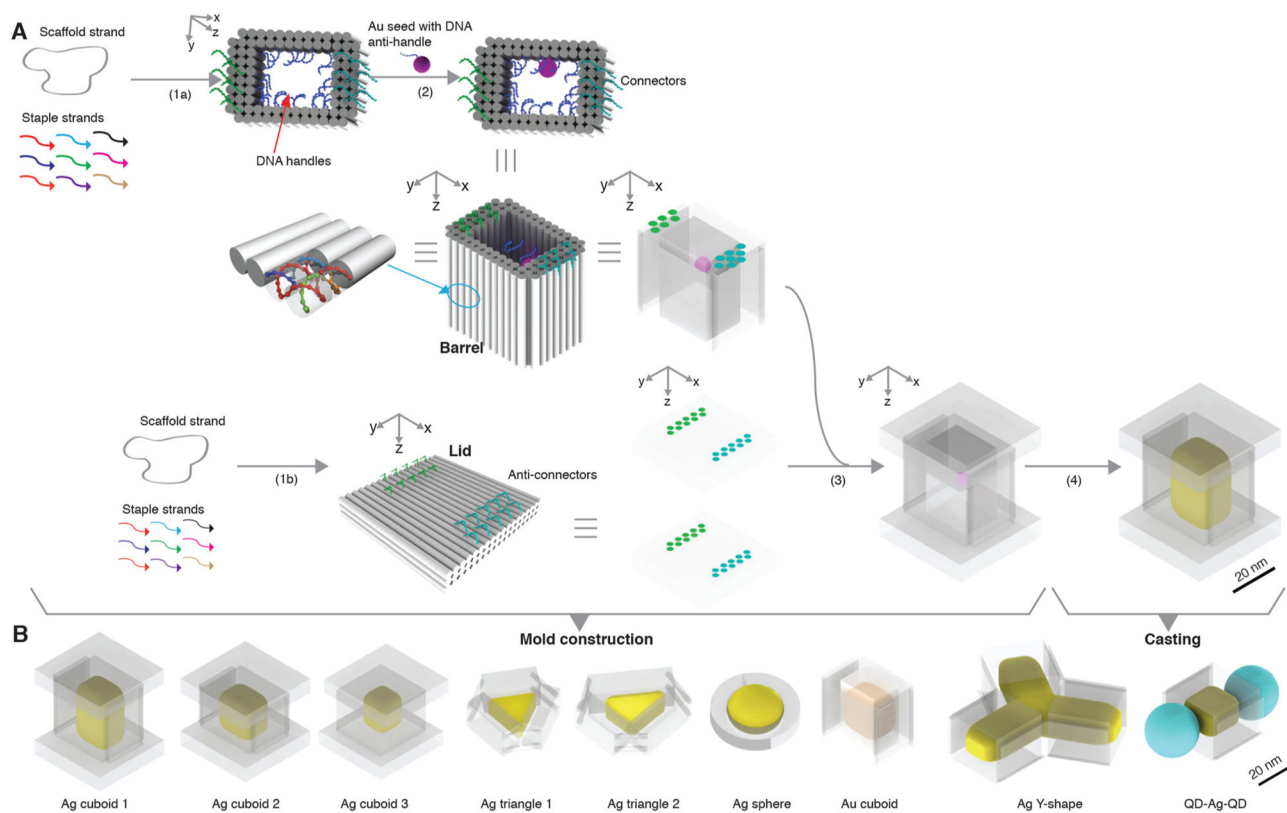 A
Scaffold strand
x
z
y
Au seed with DNA
anti-handle
(1a)
(2)
Connectors
Staple strands
DNA handles
y
x
z
y
x
z
Barrel
y
x
z
y
x
z
Scaffold strand
y
x
z
Lid
(1b)
Anti-connectors
(3)
(4)
Staple strands
20 nm
B
Mold construction
Casting
20 nm
Ag cuboid 1
Ag cuboid 2
Ag cuboid 3
Ag triangle 1
Ag triangle 2
Ag sphere
Au cuboid
Ag Y-shape
QD-Ag-QD